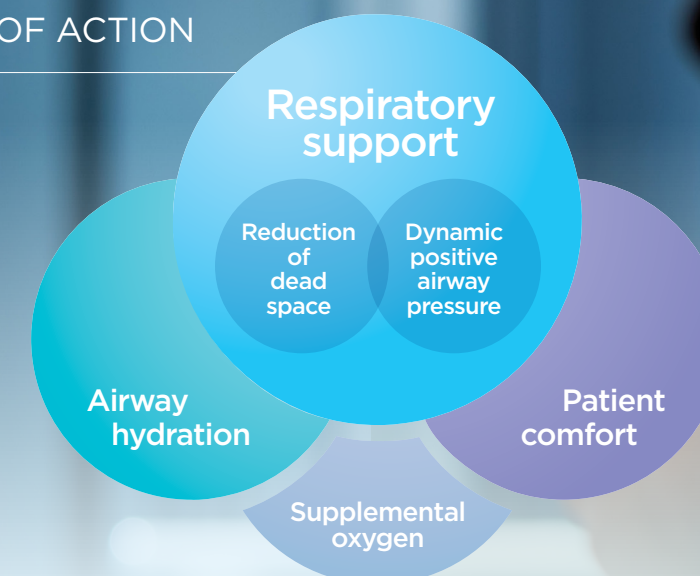 OF ACTION
Respiratory
support
Reduction
of
dead
space
Dynamic
positive
airway
pressure
Airway
hydration
Patient
comfort
Supplemental
oxygen